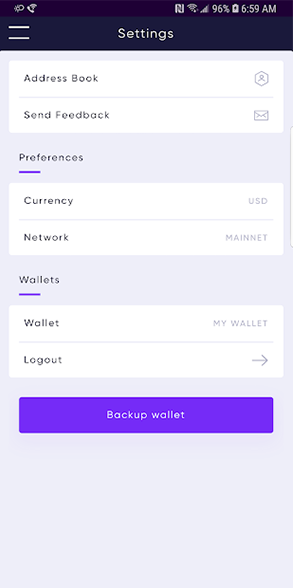 96% 6:59 AM
Settings
Address Book
Send Feedback
Preferences
Currency USD
Network MAINNET
Wallets
Wallet MY WALLET
Logout
Backup wallet